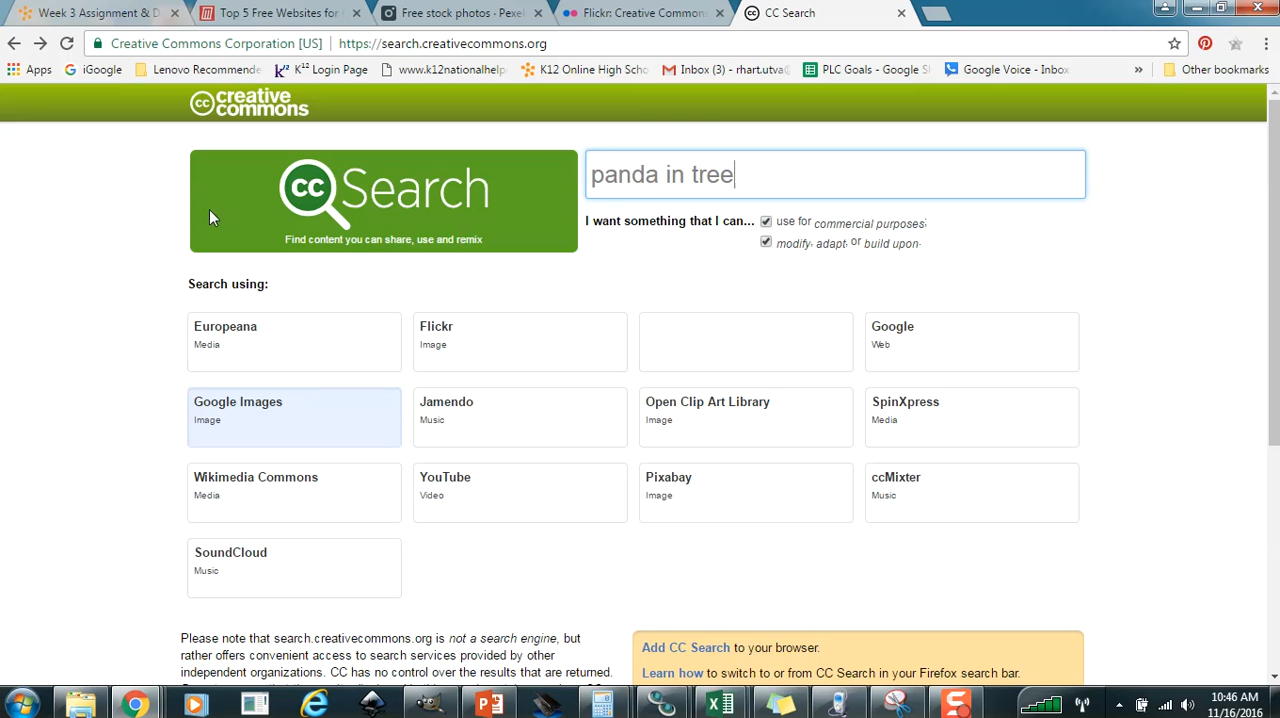 Week 3 Assignment & D
Top 5 Free Websites for
Free stock photos - Pexel
Flickr: Creative Commons
CC Search
Creative Commons Corporation [US]
https://search.creativecommons.org
Apps
iGoogle
Lenovo Recommende
K12 Login Page
www.k12nationalhelp
K12 Online High Scho
Inbox (3) - rhart.utva@
PLC Goals - Google S
Google Voice - Inbox
»
Other bookmarks
cc creative commons
cc Search
Find content you can share, use and remix
panda in tree
I want something that I can...
use for commercial purposes;
modify, adapt, or build upon.
Search using:
Europeana
Media
Flickr
Image
Google
Web
Google Images
Image
Jamendo
Music
Open Clip Art Library
Image
SpinXpress
Media
Wikimedia Commons
Media
YouTube
Video
Pixabay
Image
ccMixter
Music
SoundCloud
Music
Please note that search.creativecommons.org is not a search engine, but
rather offers convenient access to search services provided by other
independent organizations. CC has no control over the results that are returned.
Add CC Search to your browser.
Learn how to switch to or from CC Search in your Firefox search bar.
10:46 AM
11/16/2016